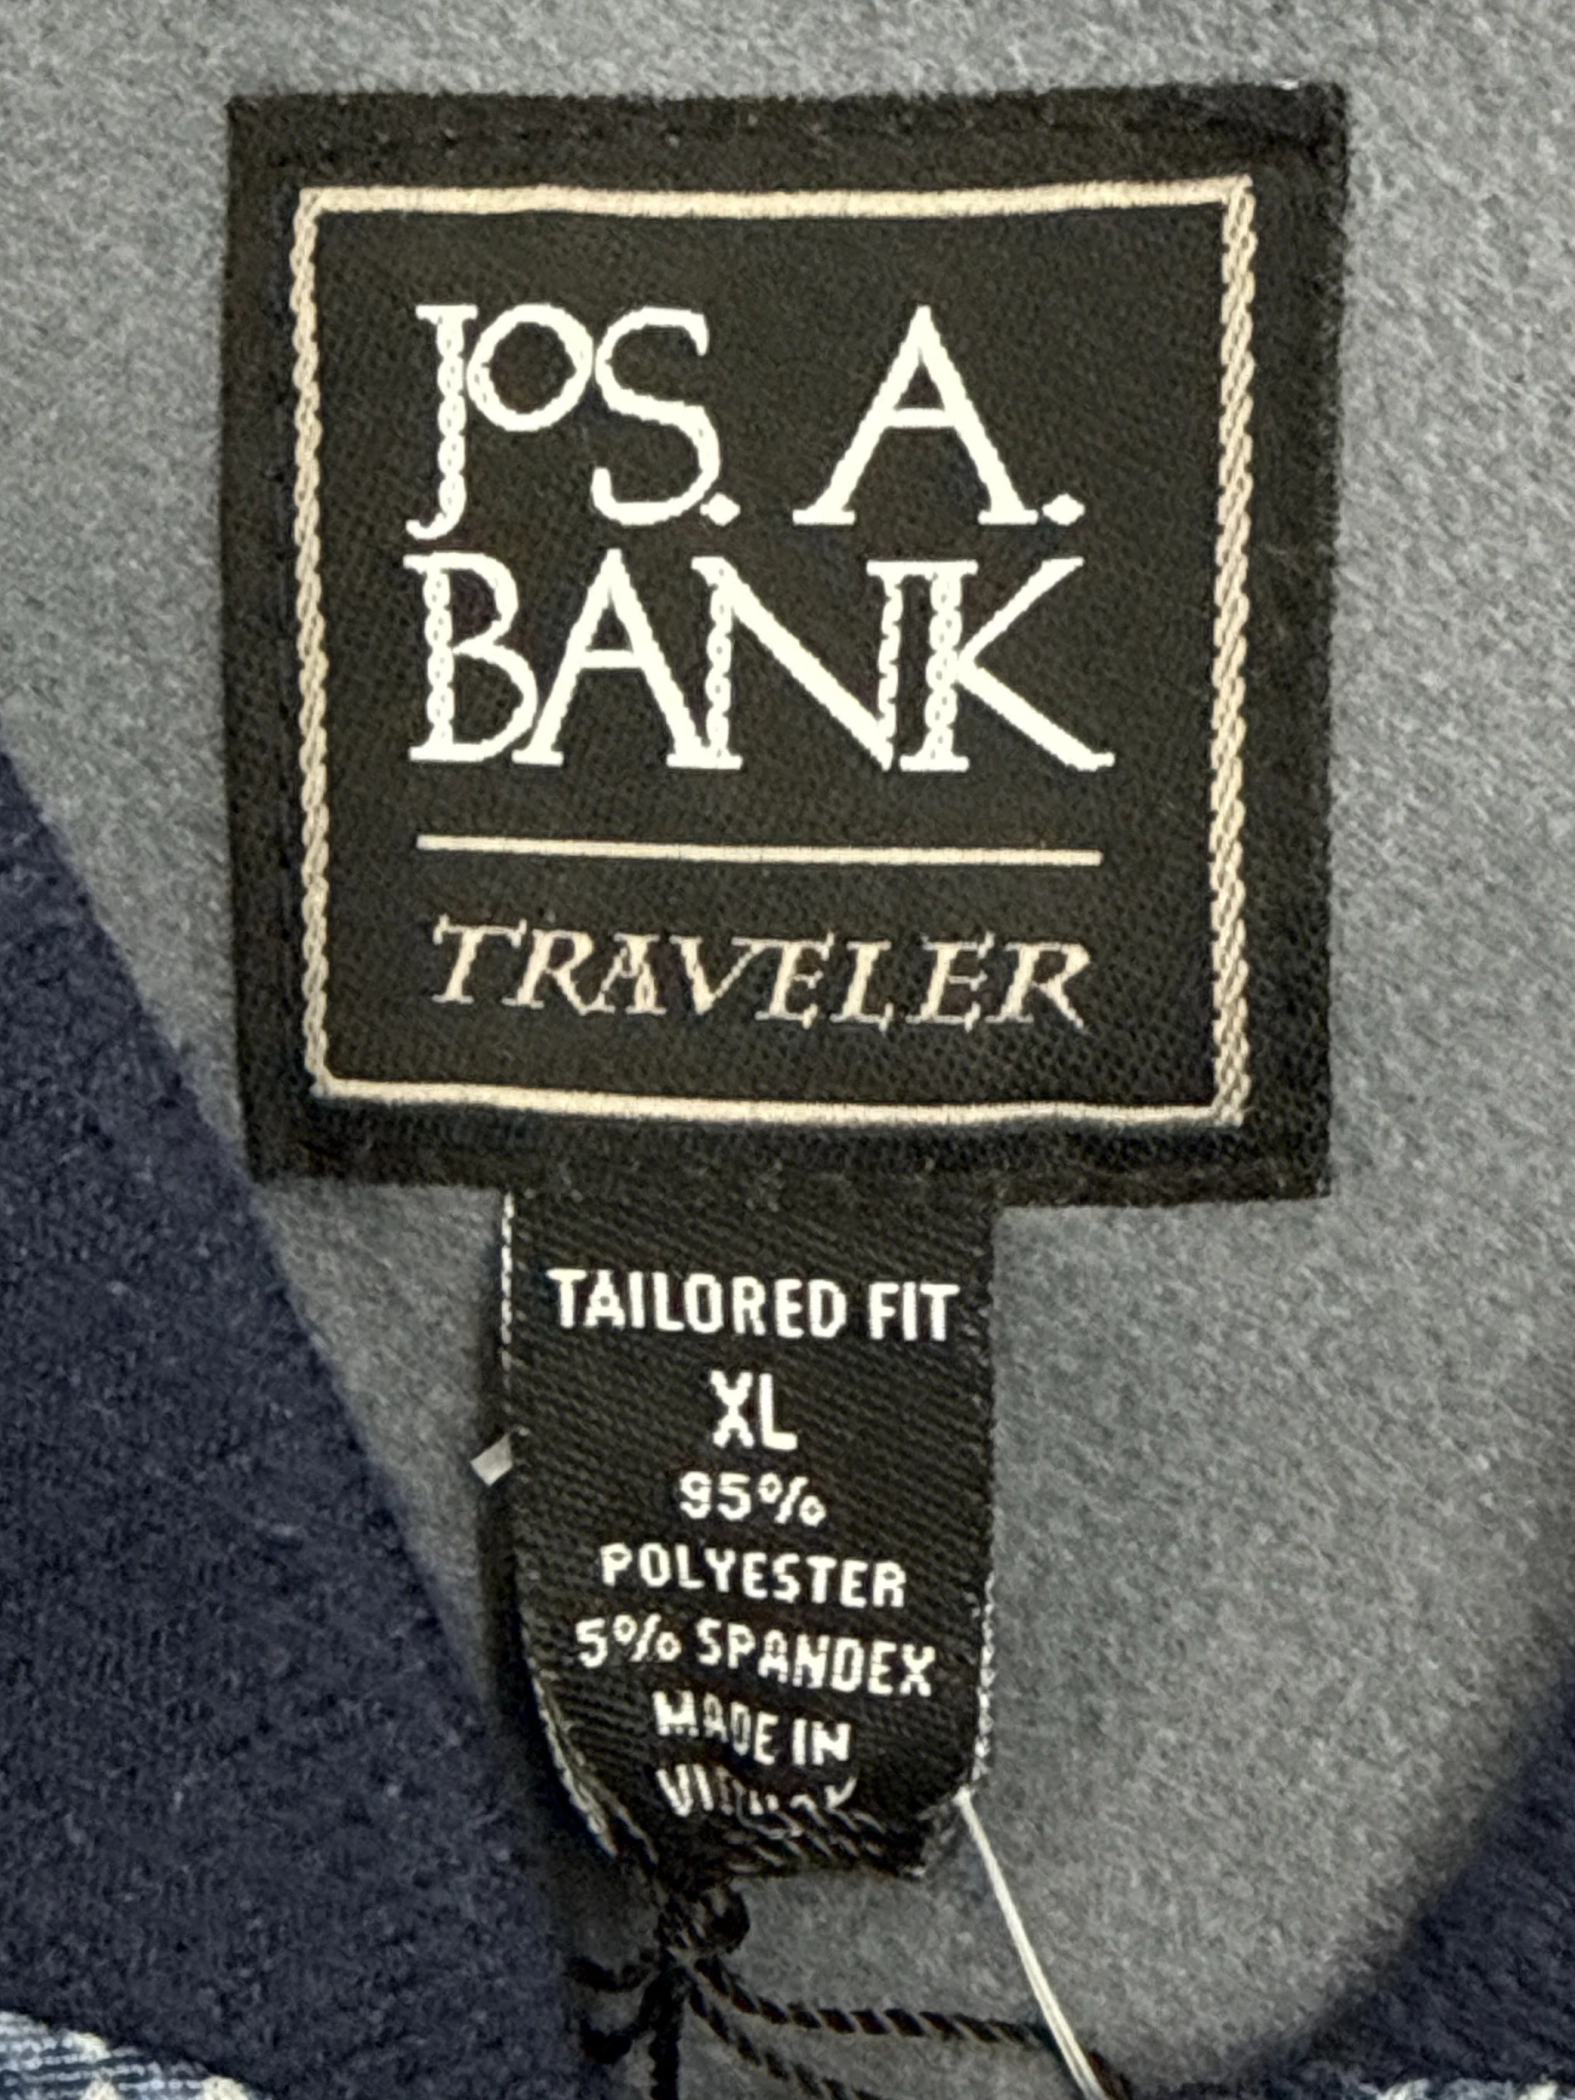 JOS. A.
BANK
TRAVELER
TAILORED FIT
XL
95%
POLYESTER
5% SPANDEX
MADE IN